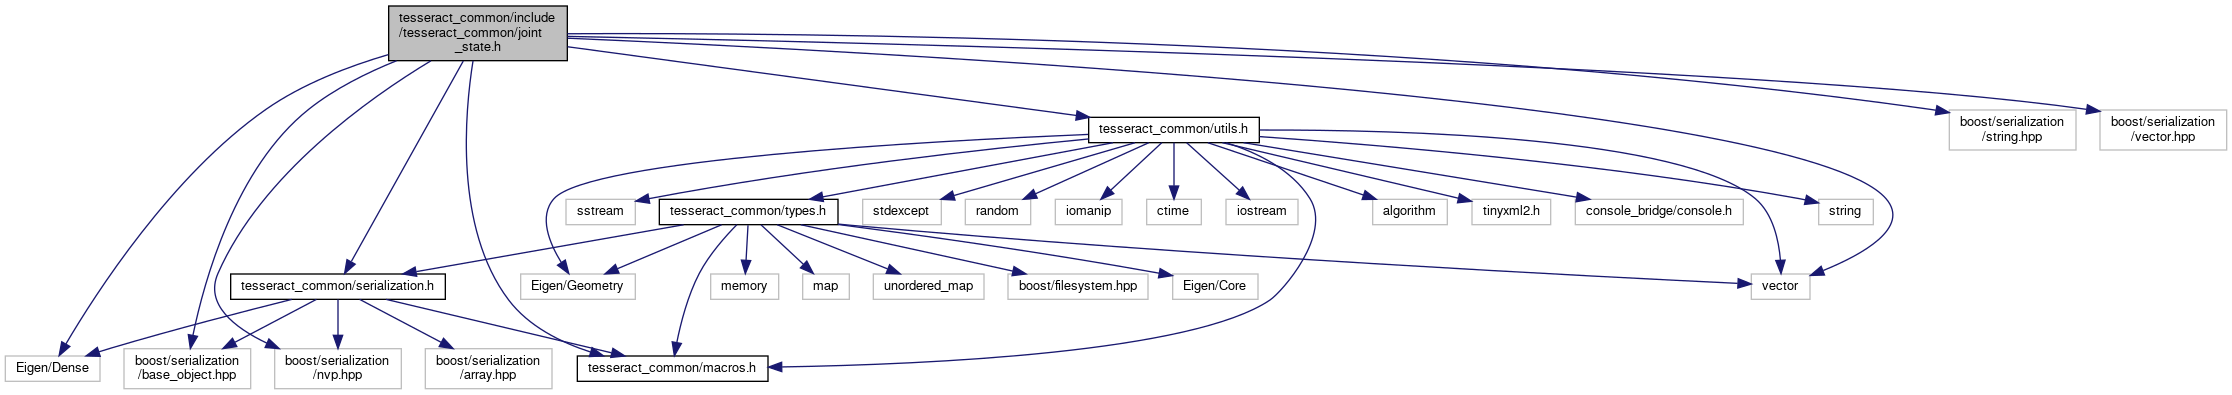 tesseract_common/include
/tesseract_common/joint
_state.h
boost/serialization
/string.hpp
boost/serialization
/vector.hpp
tesseract_common/utils.h
sstream
tesseract_common/types.h
stdexcept
random
iomanip
ctime
iostream
algorithm
tinyxml2.h
console_bridge/console.h
string
tesseract_common/serialization.h
Eigen/Geometry
memory
map
unordered_map
boost/filesystem.hpp
Eigen/Core
vector
Eigen/Dense
boost/serialization
/base_object.hpp
boost/serialization
/nvp.hpp
boost/serialization
/array.hpp
tesseract_common/macros.h